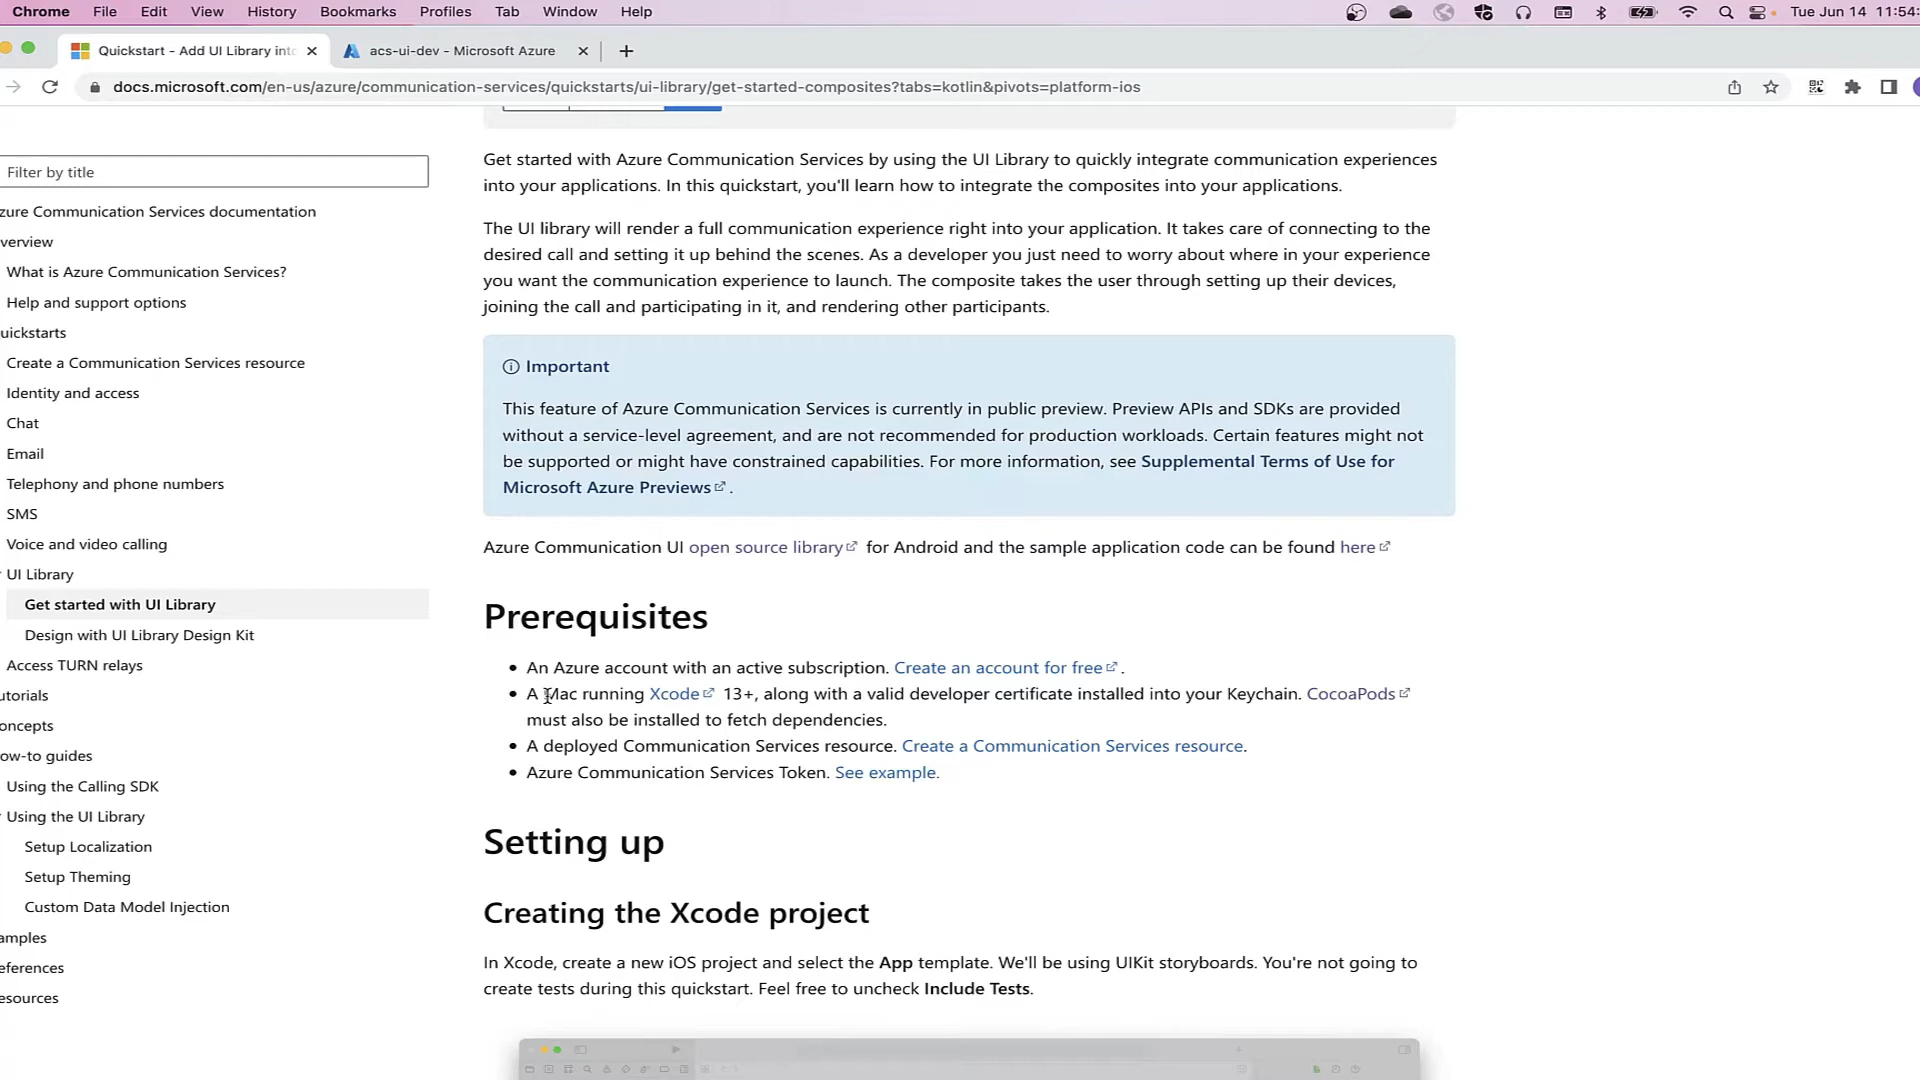 Chrome File Edit View History Bookmarks Profiles Tab Window Help Tue Jun 14 11:54:
Quickstart - Add UI Library into acs-ui-dev - Microsoft Azure
docs.microsoft.com/en-us/azure/communication-services/quickstarts/ui-library/get-started-composites?tabs=kotlin&pivots=platform-ios
Filter by title
zure Communication Services documentation
verview
What is Azure Communication Services?
Help and support options
uickstarts
Create a Communication Services resource
Identity and access
Chat
Email
Telephony and phone numbers
SMS
Voice and video calling
UI Library
Get started with UI Library
Design with UI Library Design Kit
Access TURN relays
utorials
oncepts
ow-to guides
Using the Calling SDK
Using the UI Library
Setup Localization
Setup Theming
Custom Data Model Injection
amples
eferences
esources
Get started with Azure Communication Services by using the UI Library to quickly integrate communication experiences
into your applications. In this quickstart, you'll learn how to integrate the composites into your applications.
The UI library will render a full communication experience right into your application. It takes care of connecting to the
desired call and setting it up behind the scenes. As a developer you just need to worry about where in your experience
you want the communication experience to launch. The composite takes the user through setting up their devices,
joining the call and participating in it, and rendering other participants.
Important
This feature of Azure Communication Services is currently in public preview. Preview APIs and SDKs are provided
without a service-level agreement, and are not recommended for production workloads. Certain features might not
be supported or might have constrained capabilities. For more information, see Supplemental Terms of Use for
Microsoft Azure Previews .
Azure Communication UI open source library for Android and the sample application code can be found here
Prerequisites
• An Azure account with an active subscription. Create an account for free .
• A Mac running Xcode 13+, along with a valid developer certificate installed into your Keychain. CocoaPods
must also be installed to fetch dependencies.
• A deployed Communication Services resource. Create a Communication Services resource.
• Azure Communication Services Token. See example.
Setting up
Creating the Xcode project
In Xcode, create a new iOS project and select the App template. We'll be using UIKit storyboards. You're not going to
create tests during this quickstart. Feel free to uncheck Include Tests.